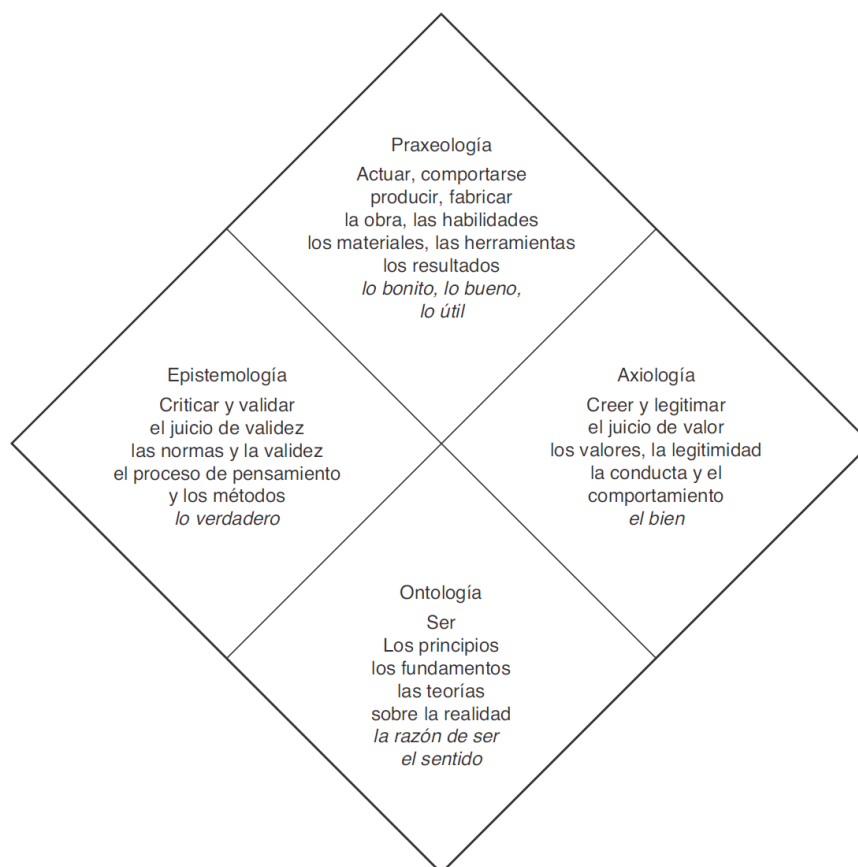 Praxeología
Actuar, comportarse
producir, fabricar
la obra, las habilidades
los materiales, las herramientas
los resultados
lo bonito, lo bueno,
lo útil
Epistemología
Criticar y validar
el juicio de validez
las normas y la validez
el proceso de pensamiento
y los métodos
lo verdadero
Axiología
Creer y legitimar
el juicio de valor
los valores, la legitimidad
la conducta y el
comportamiento
el bien
Ontología
Ser
Los principios
los fundamentos
las teorías
sobre la realidad
la razón de ser
el sentido